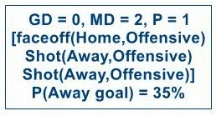 GD = 0, MD = 2, P = 1
[faceoff(Home,Offensive)
Shot(Away,Offensive)
Shot(Away,Offensive)]
P(Away goal) = 35%